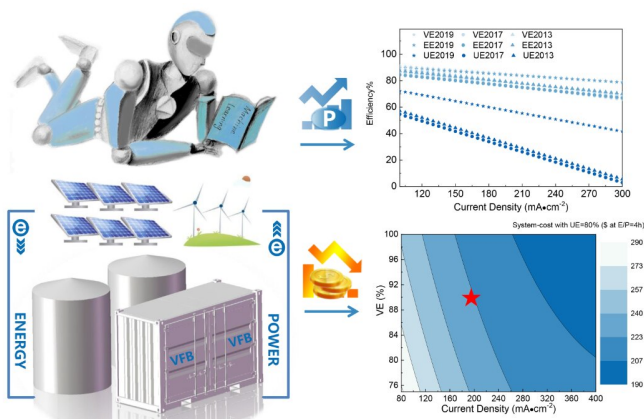 VE2019 VE2017 VE2013
EE2019 EE2017 EE2013
UE2019 UE2017 UE2013
Efficiency%
100
80
60
40
20
0
120 150 180 210 240 270 300
Current Density (mA•cm⁻²)
Machine
Learning
P
e
e
ENERGY
POWER
VFB
VFB
System-cost with UE=80% ($ at E/P=4h)
VE (%)
100
96
92
88
84
80
76
80 120 160 200 240 280 320 360 400
Current Density (mA•cm⁻²)
290
273
257
240
223
207
190